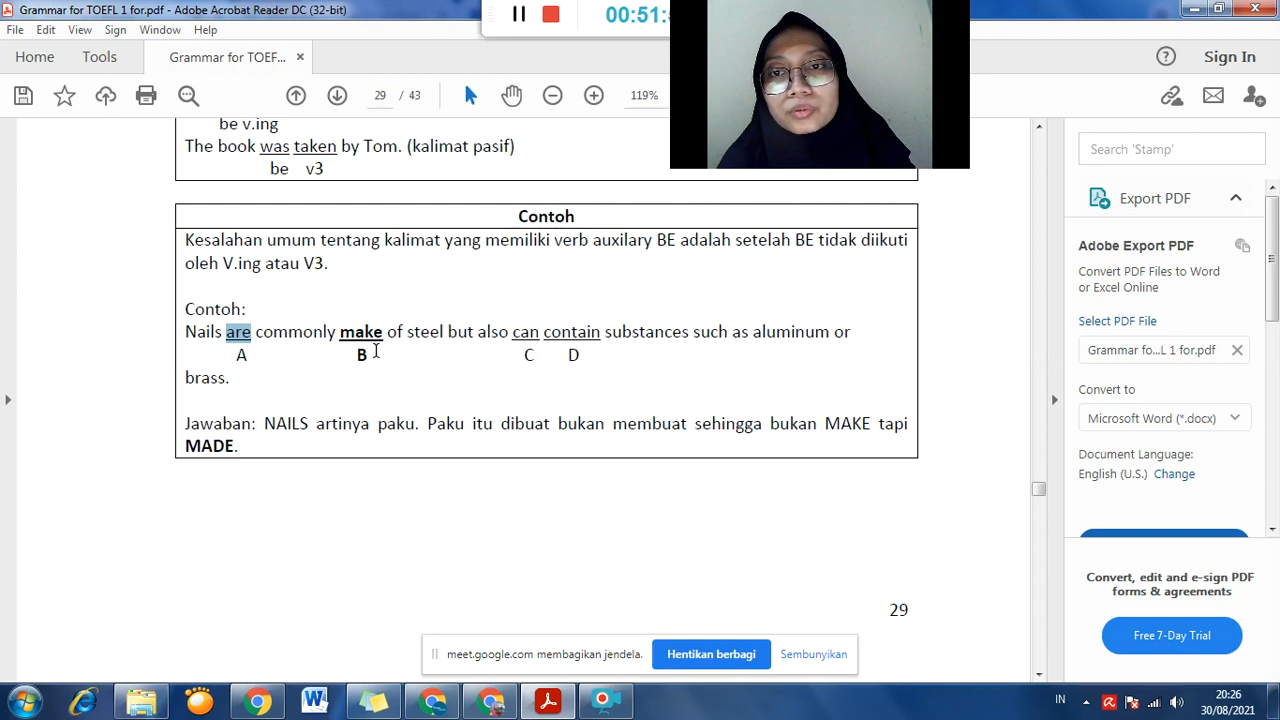 Grammar for TOEFL 1 for.pdf - Adobe Acrobat Reader DC (32-bit)
File Edit View Sign Window Help
Home Tools Grammar for TOEF... ×
29 / 43 119%
00:51:
Sign In
be v.ing
The book was taken by Tom. (kalimat pasif)
be v3
Contoh
Kesalahan umum tentang kalimat yang memiliki verb auxilary BE adalah setelah BE tidak diikuti
oleh V.ing atau V3.
Contoh:
Nails are commonly make of steel but also can contain substances such as aluminum or
A B C D
brass.
Jawaban: NAILS artinya paku. Paku itu dibuat bukan membuat sehingga bukan MAKE tapi
MADE.
29
Search 'Stamp'
Export PDF
Adobe Export PDF
Convert PDF Files to Word
or Excel Online
Select PDF File
Grammar fo...L 1 for.pdf
Convert to
Microsoft Word (*.docx)
Document Language:
English (U.S.) Change
Convert, edit and e-sign PDF
forms & agreements
Free 7-Day Trial
meet.google.com membagikan jendela. Hentikan berbagi Sembunyikan
IN
20:26
30/08/2021